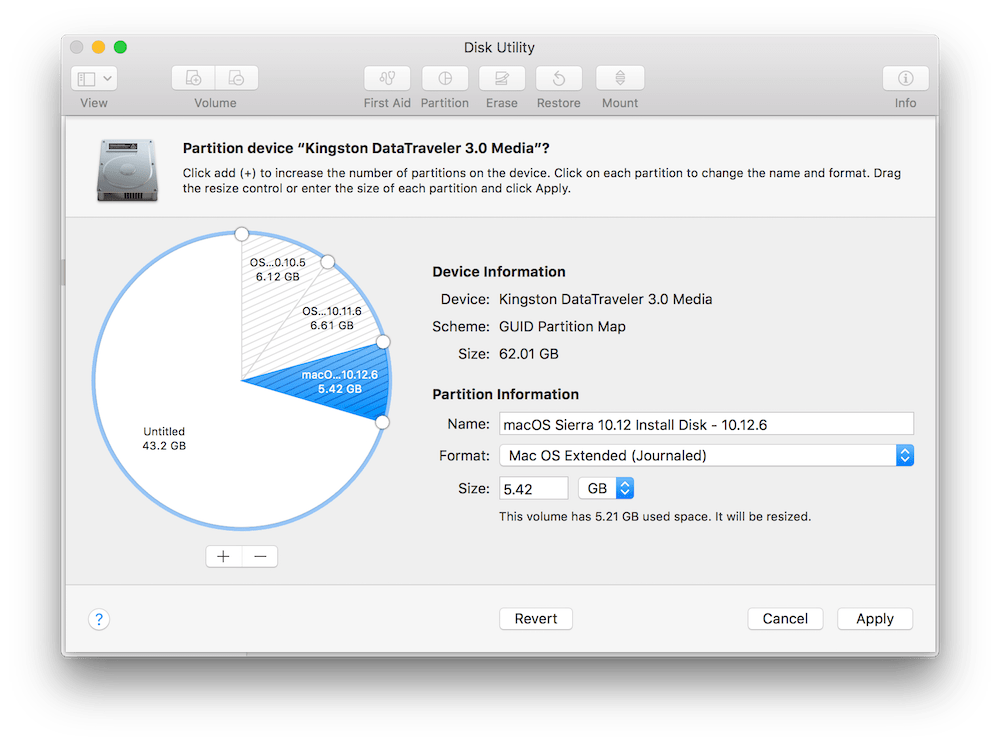 Disk Utility
View
Volume
First Aid
Partition
Erase
Restore
Mount
Info
Partition device “Kingston DataTraveler 3.0 Media”?
Click add (+) to increase the number of partitions on the device. Click on each partition to change the name and format. Drag
the resize control or enter the size of each partition and click Apply.
OS...0.10.5
6.12 GB
OS...10.11.6
6.61 GB
macO...10.12.6
5.42 GB
Untitled
43.2 GB
Device Information
Device: Kingston DataTraveler 3.0 Media
Scheme: GUID Partition Map
Size: 62.01 GB
Partition Information
Name: macOS Sierra 10.12 Install Disk - 10.12.6
Format: Mac OS Extended (Journaled)
Size: 5.42 GB
This volume has 5.21 GB used space. It will be resized.
+ −
? Revert Cancel Apply